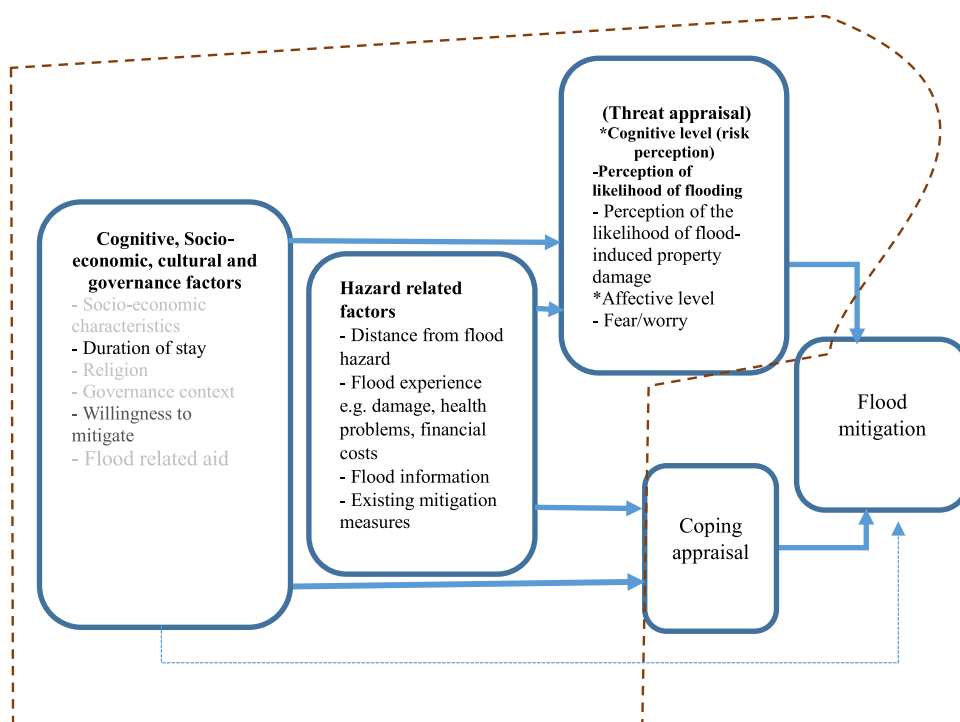 Cognitive, Socio-
economic, cultural and
governance factors
- Socio-economic
characteristics
- Duration of stay
- Religion
- Governance context
- Willingness to
mitigate
- Flood related aid
Hazard related
factors
- Distance from flood
hazard
- Flood experience
e.g. damage, health
problems, financial
costs
- Flood information
- Existing mitigation
measures
(Threat appraisal)
*Cognitive level (risk
perception)
-Perception of
likelihood of flooding
- Perception of the
likelihood of flood-
induced property
damage
*Affective level
- Fear/worry
Coping
appraisal
Flood
mitigation